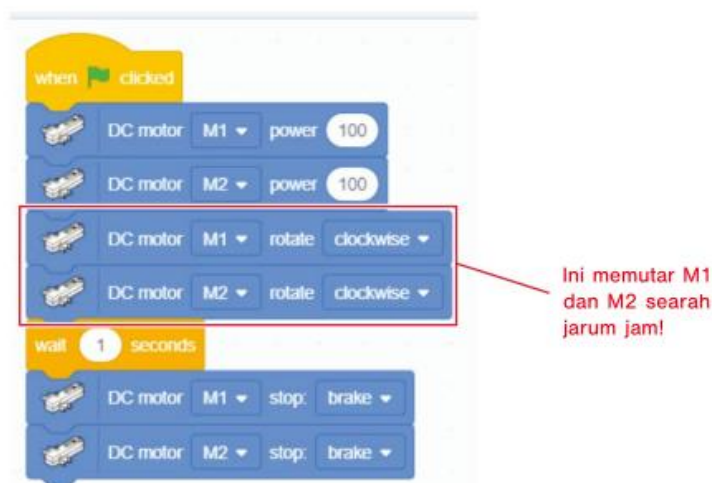 when clicked
DC motor M1 power 100
DC motor M2 power 100
DC motor M1 rotate clockwise
DC motor M2 rotate clockwise
Ini memutar M1
dan M2 searah
jarum jam!
wait 1 seconds
DC motor M1 stop: brake
DC motor M2 stop: brake